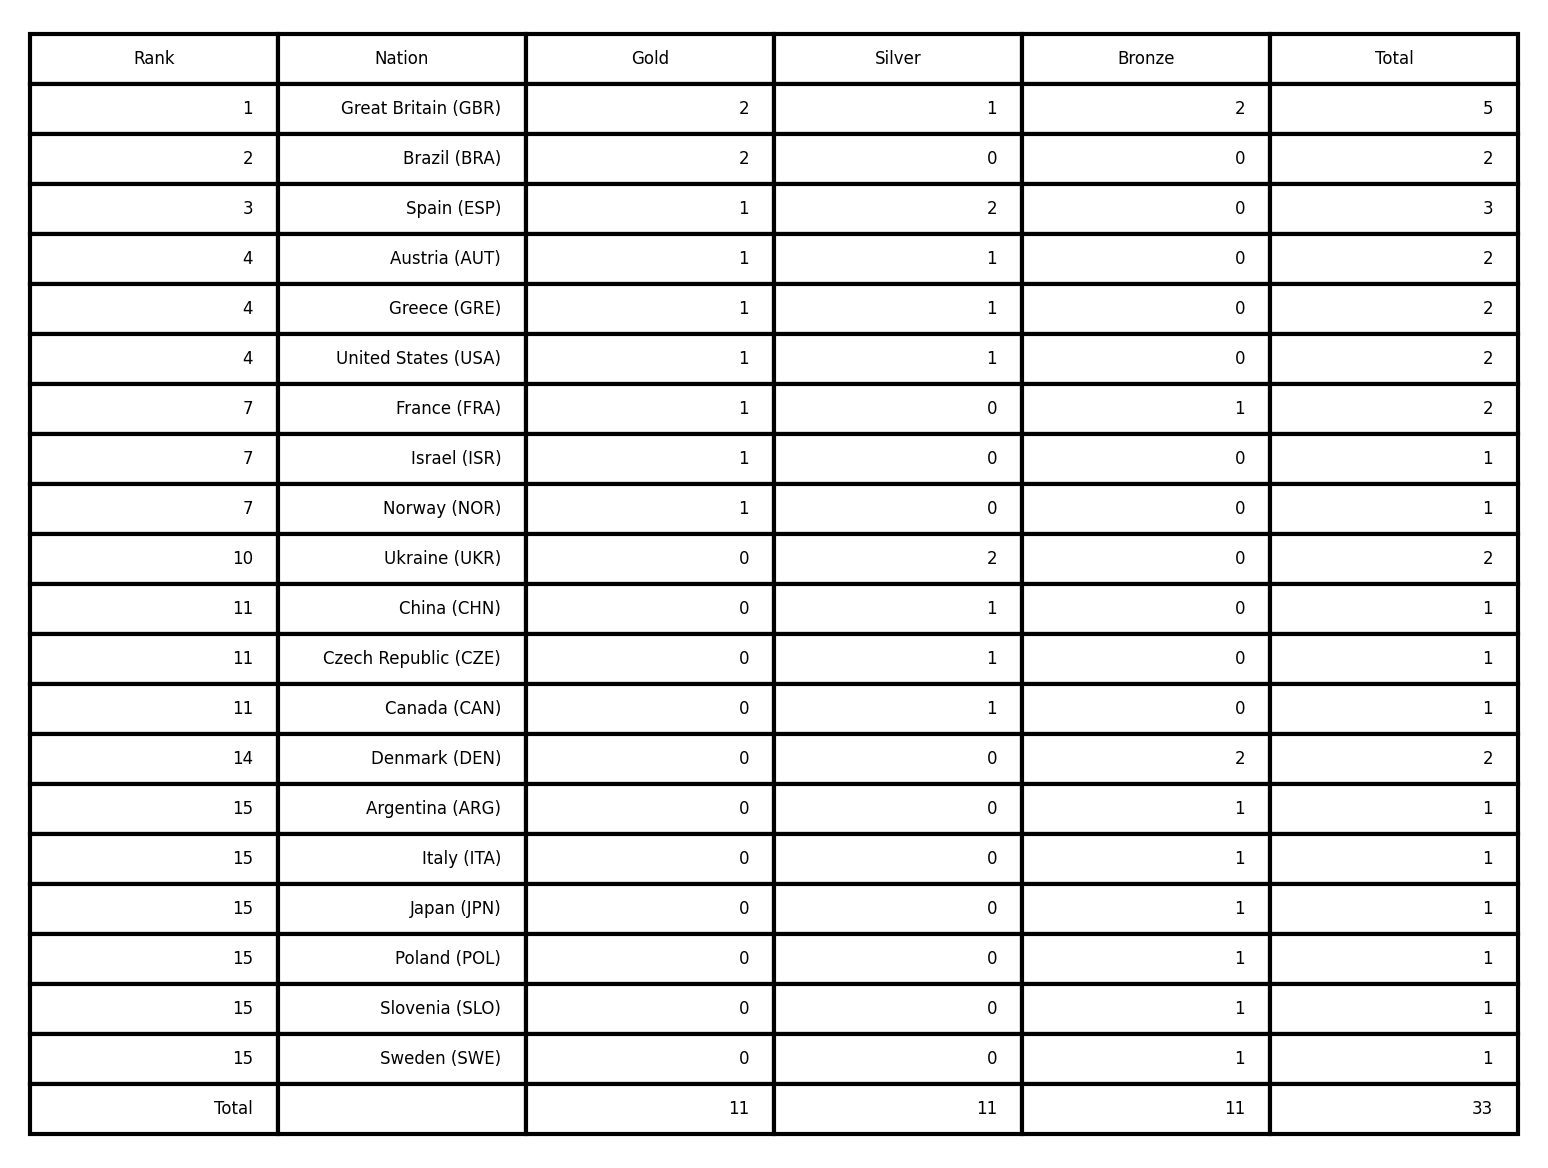 Rank Nation Gold Silver Bronze Total
1 Great Britain (GBR) 2 1 2 5
2 Brazil (BRA) 2 0 0 2
3 Spain (ESP) 1 2 0 3
4 Austria (AUT) 1 1 0 2
4 Greece (GRE) 1 1 0 2
4 United States (USA) 1 1 0 2
7 France (FRA) 1 0 1 2
7 Israel (ISR) 1 0 0 1
7 Norway (NOR) 1 0 0 1
10 Ukraine (UKR) 0 2 0 2
11 China (CHN) 0 1 0 1
11 Czech Republic (CZE) 0 1 0 1
11 Canada (CAN) 0 1 0 1
14 Denmark (DEN) 0 0 2 2
15 Argentina (ARG) 0 0 1 1
15 Italy (ITA) 0 0 1 1
15 Japan (JPN) 0 0 1 1
15 Poland (POL) 0 0 1 1
15 Slovenia (SLO) 0 0 1 1
15 Sweden (SWE) 0 0 1 1
Total 11 11 11 33